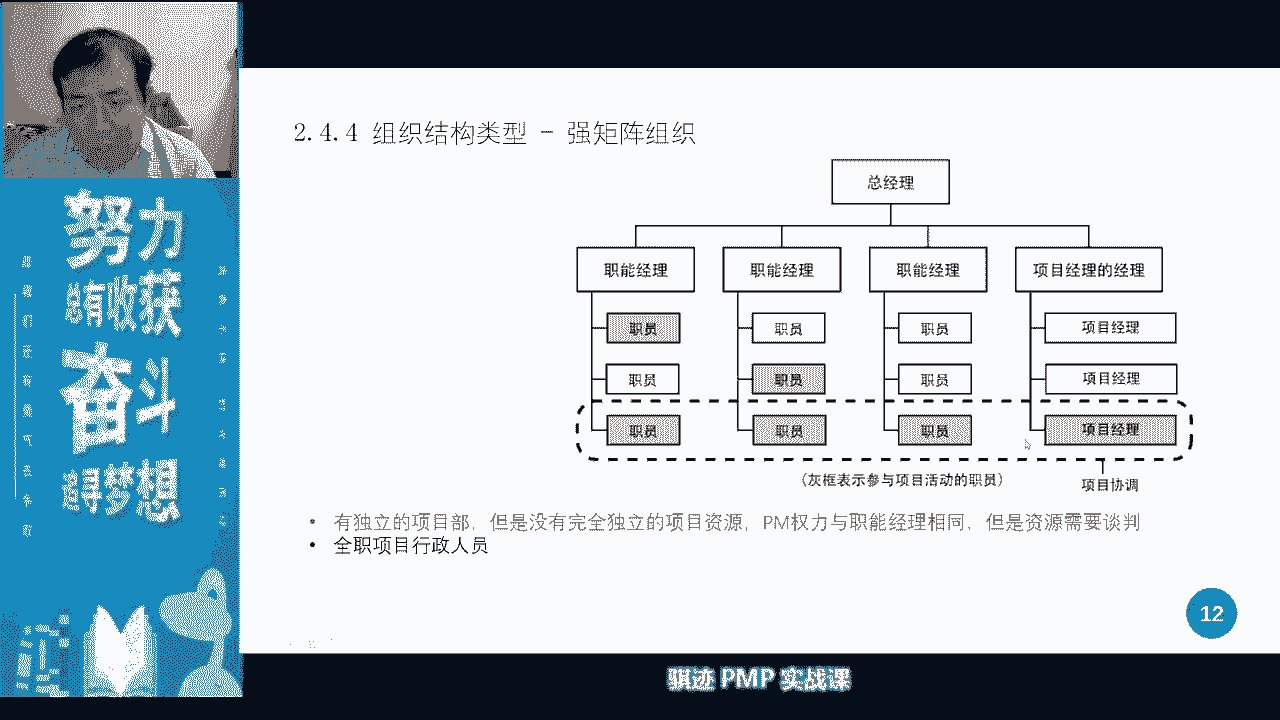 2.4.4 组织结构类型 - 强矩阵组织
总经理
职能经理 职能经理 职能经理 项目经理的经理
职员 职员 职员 项目经理
职员 职员 职员 项目经理
职员 职员 职员 项目经理
(灰框表示参与项目活动的职员)
项目协调
• 有独立的项目部，但是没有完全独立的项目资源，PM权力与职能经理相同，但是资源需要谈判
• 全职项目行政人员
12
努力
总有收获
奋斗
追寻梦想
骐迹 PMP 实战课